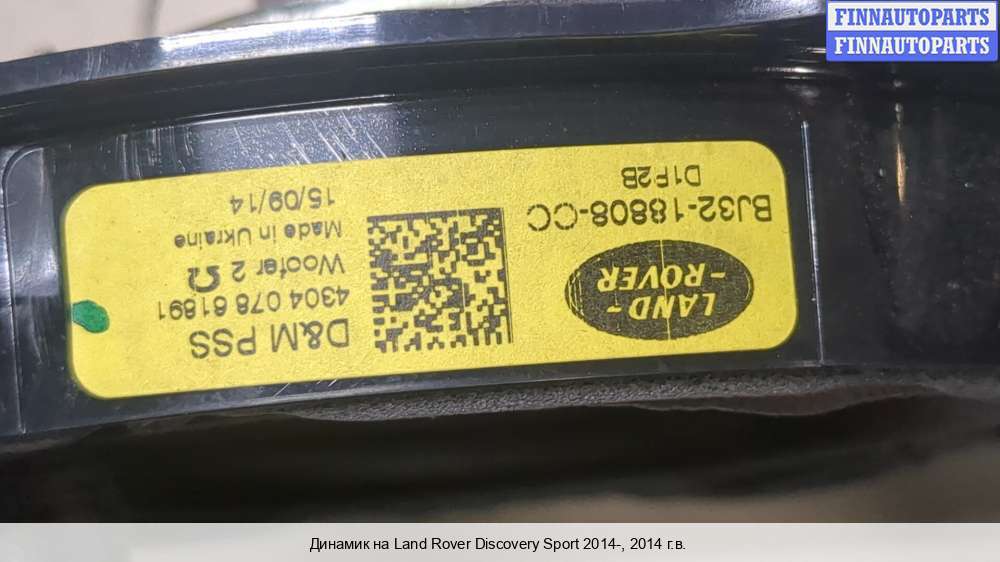 FINNAUTOPARTS
FINNAUTOPARTS
LAND-
-ROVER-
BJ32-18808-CC
D1F2B
D&M PSS
4304 078 61891
Woofer 2 Ω
Made in Ukraine
15/09/14
Динамик на Land Rover Discovery Sport 2014-, 2014 г.в.